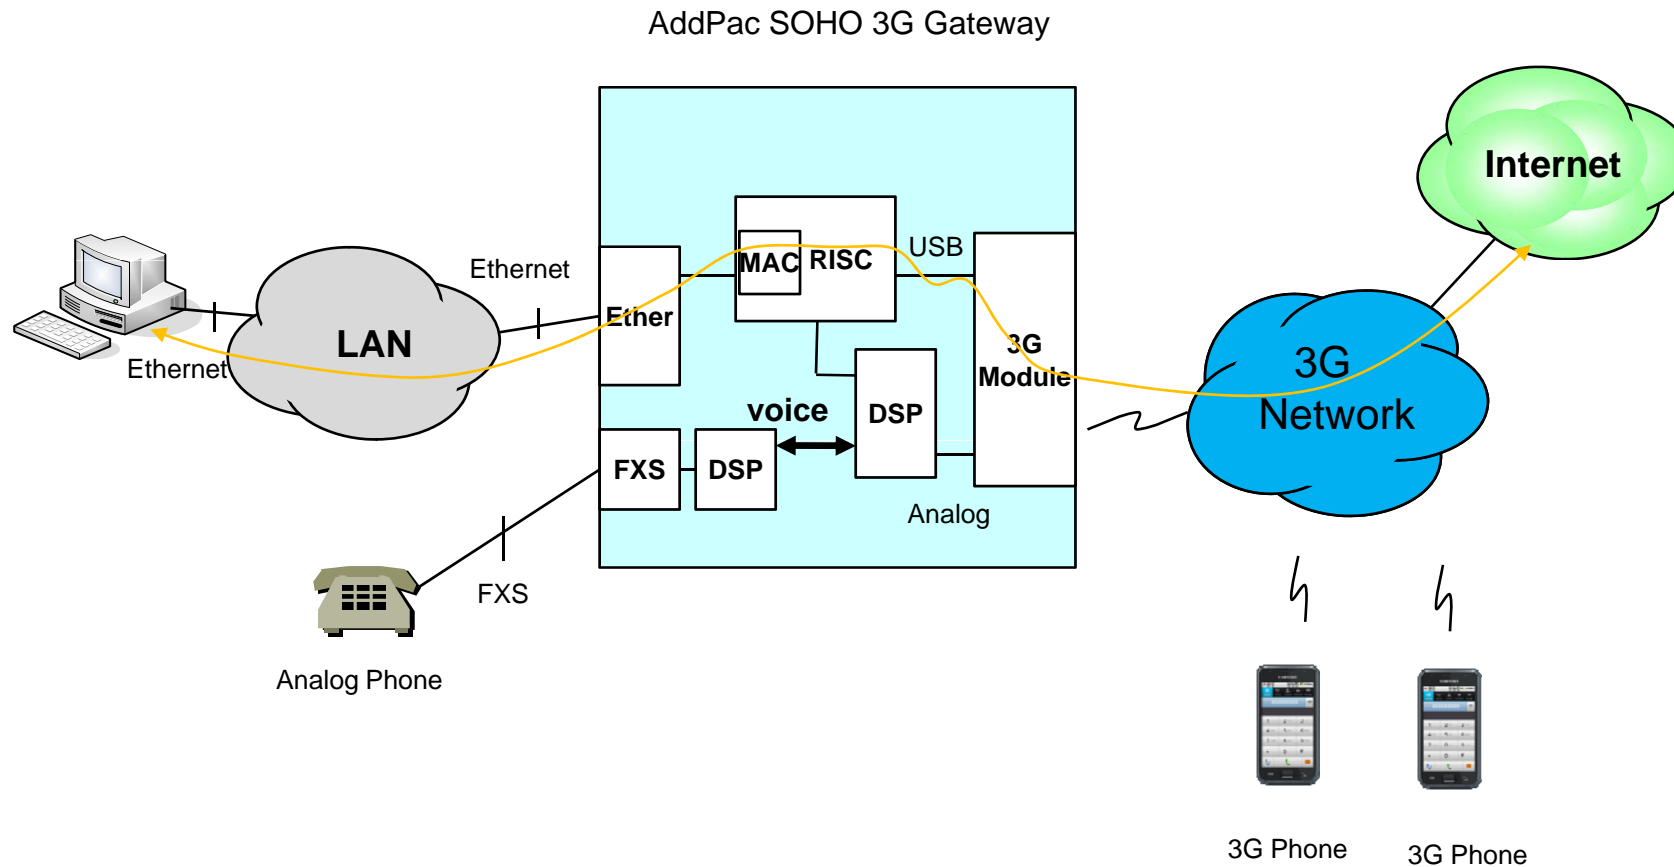 AddPac SOHO 3G Gateway
Internet
Ethernet
USB
MAC
RISC
Ether
LAN
3G
Module
3G
Network
Ethernet
voice
DSP
FXS
DSP
Analog
FXS
Analog Phone
3G Phone
3G Phone